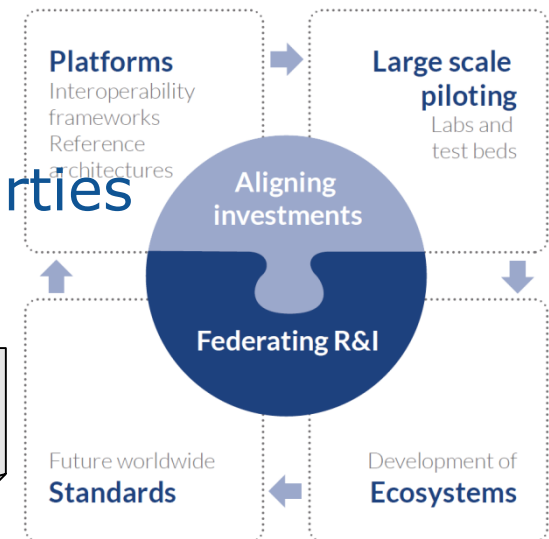 Platforms
Interoperability
frameworks
Reference
architectures
rties
Large scale
piloting
Labs and
test beds
Aligning
investments
Federating R&I
Future worldwide
Standards
Development of
Ecosystems